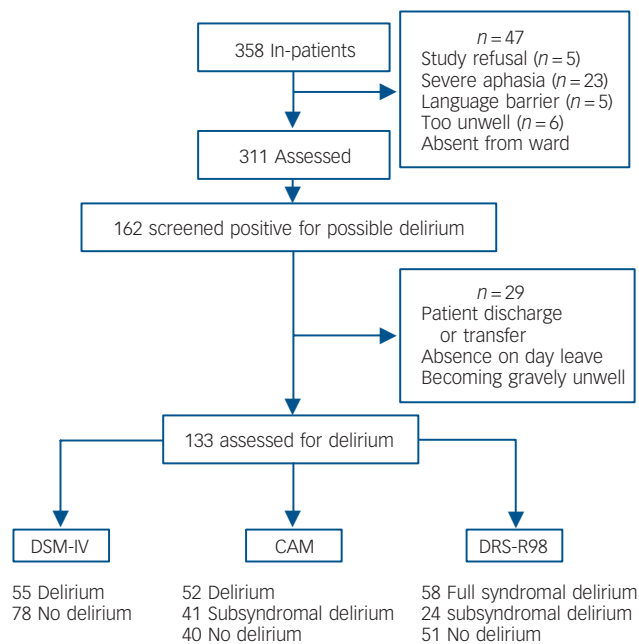 358 In-patients
n = 47
Study refusal (n = 5)
Severe aphasia (n = 23)
Language barrier (n = 5)
Too unwell (n = 6)
Absent from ward
311 Assessed
162 screened positive for possible delirium
n = 29
Patient discharge
or transfer
Absence on day leave
Becoming gravely unwell
133 assessed for delirium
DSM-IV
55 Delirium
78 No delirium
CAM
52 Delirium
41 Subsyndromal delirium
40 No delirium
DRS-R98
58 Full syndromal delirium
24 subsyndromal delirium
51 No delirium